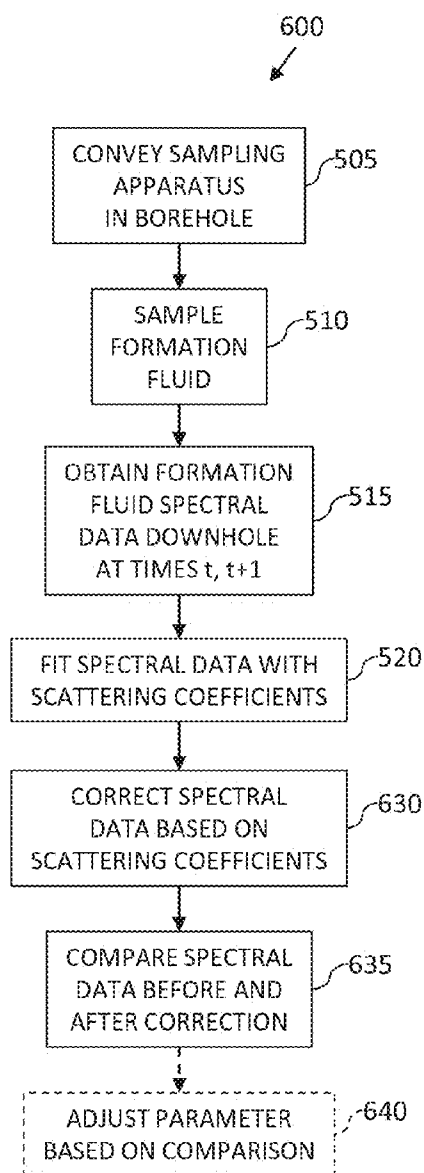 600
CONVEY SAMPLING
APPARATUS
IN BOREHOLE
505
SAMPLE
FORMATION
FLUID
510
OBTAIN FORMATION
FLUID SPECTRAL
DATA DOWNHOLE
AT TIMES t, t+1
515
FIT SPECTRAL DATA WITH
SCATTERING COEFFICIENTS
520
CORRECT SPECTRAL
DATA BASED ON
SCATTERING COEFFICIENTS
630
COMPARE SPECTRAL
DATA BEFORE AND
AFTER CORRECTION
635
ADJUST PARAMETER
BASED ON COMPARISON
640